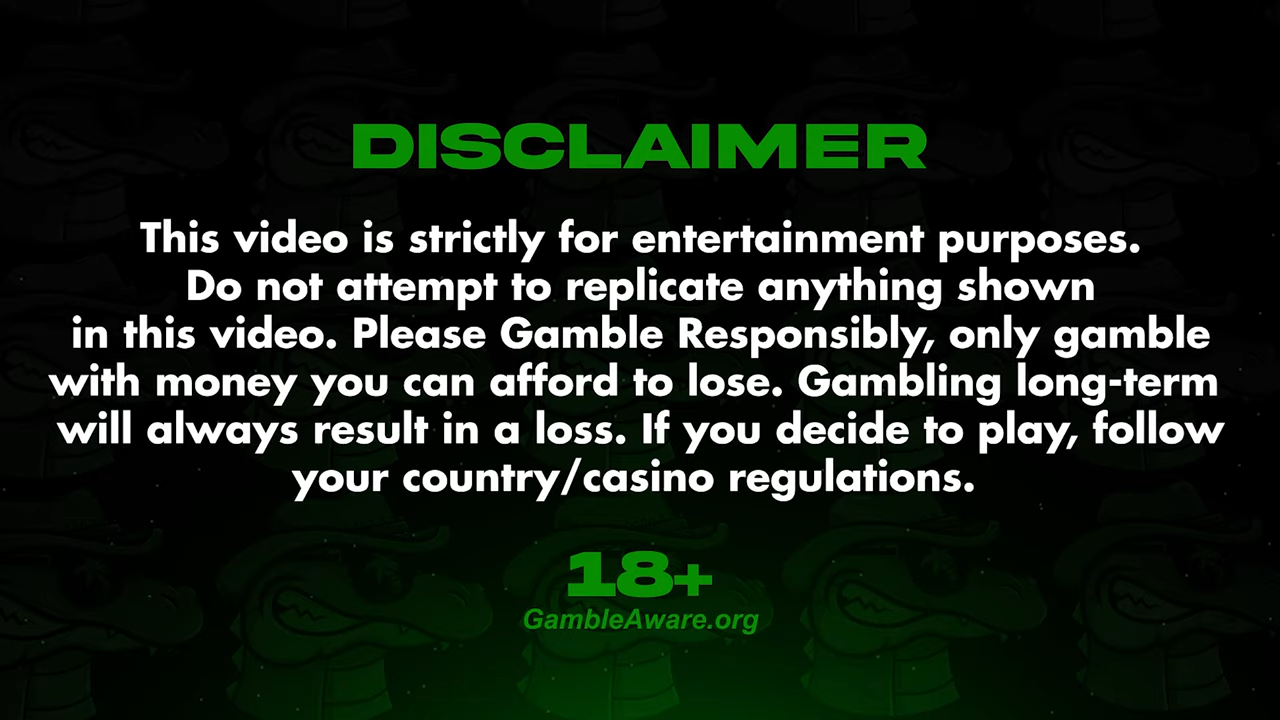 DISCLAIMER
This video is strictly for entertainment purposes.
Do not attempt to replicate anything shown
in this video. Please Gamble Responsibly, only gamble
with money you can afford to lose. Gambling long-term
will always result in a loss. If you decide to play, follow
your country/casino regulations.
18+
GambleAware.org